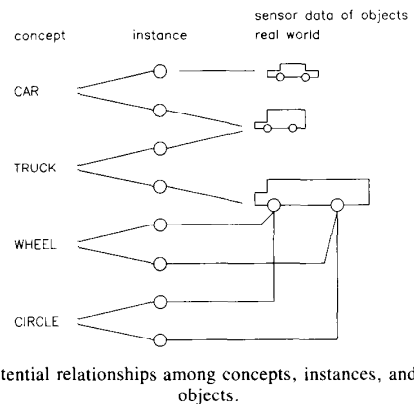 sensor data of objects
concept instance real world
CAR
TRUCK
WHEEL
CIRCLE
tential relationships among concepts, instances, and
objects.